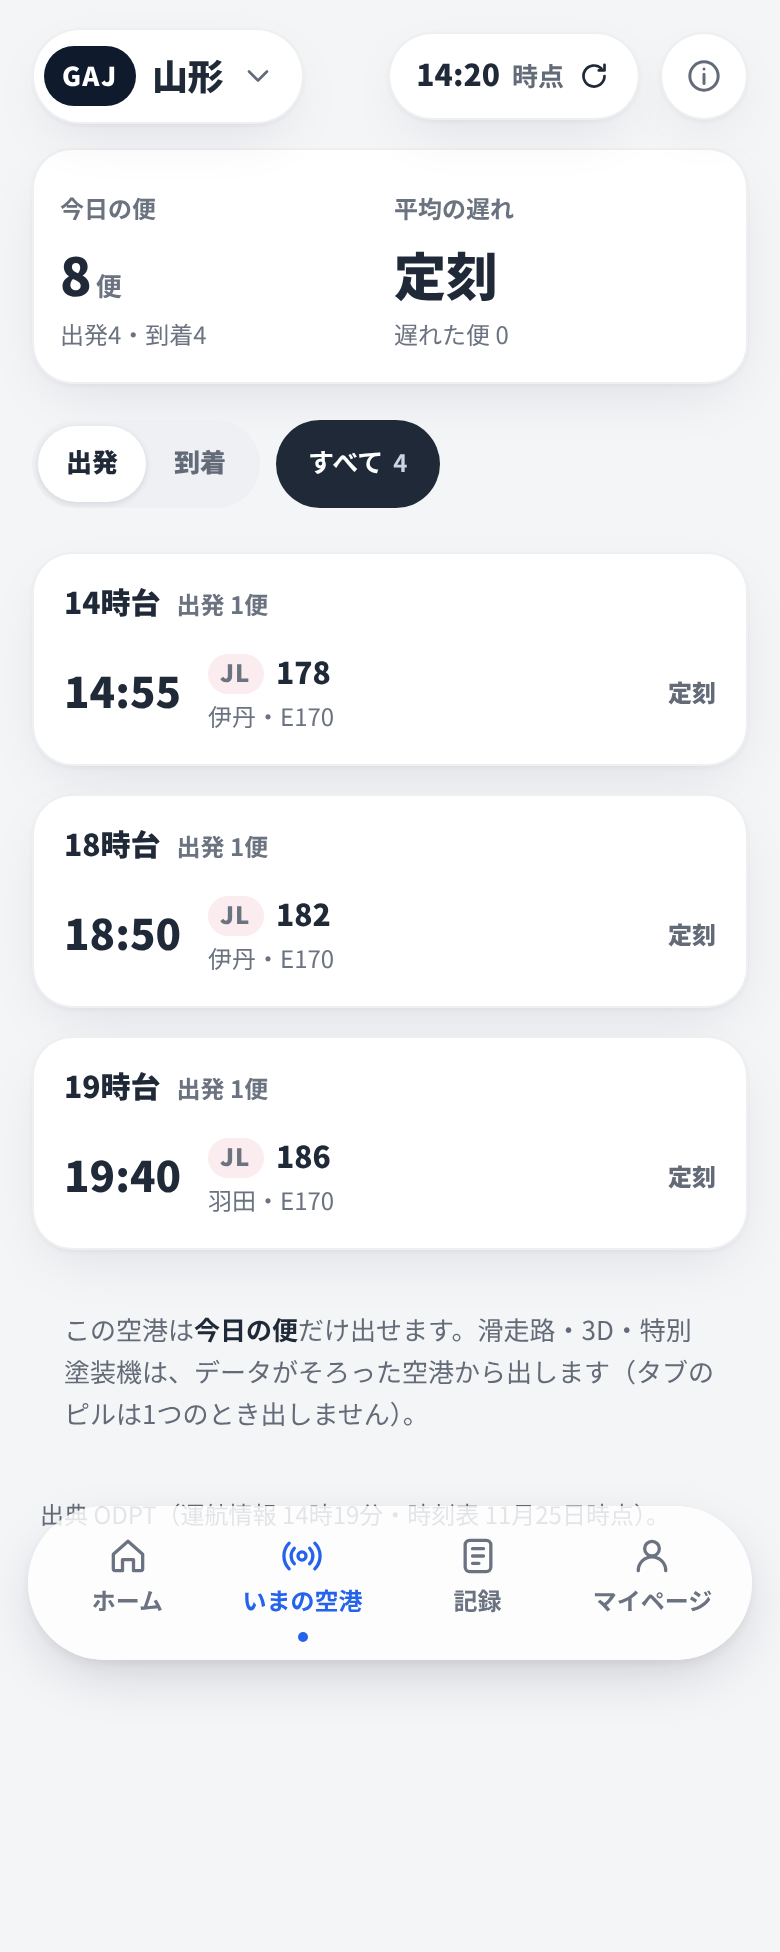 GAJ 山形
14:20 時点
今日の便
8便
出発4・到着4
平均の遅れ
定刻
遅れた便 0
出発 到着 すべて 4
14時台 出発 1便
14:55 JL 178 定刻
伊丹・E170
18時台 出発 1便
18:50 JL 182 定刻
伊丹・E170
19時台 出発 1便
19:40 JL 186 定刻
羽田・E170
この空港は今日の便だけ出せます。滑走路・3D・特別
塗装機は、データがそろった空港から出します（タブの
ピルは1つのとき出しません）。
出典 ODPT（運航情報 14時19分・時刻表 11月25日時点）。
ホーム いまの空港 記録 マイページ